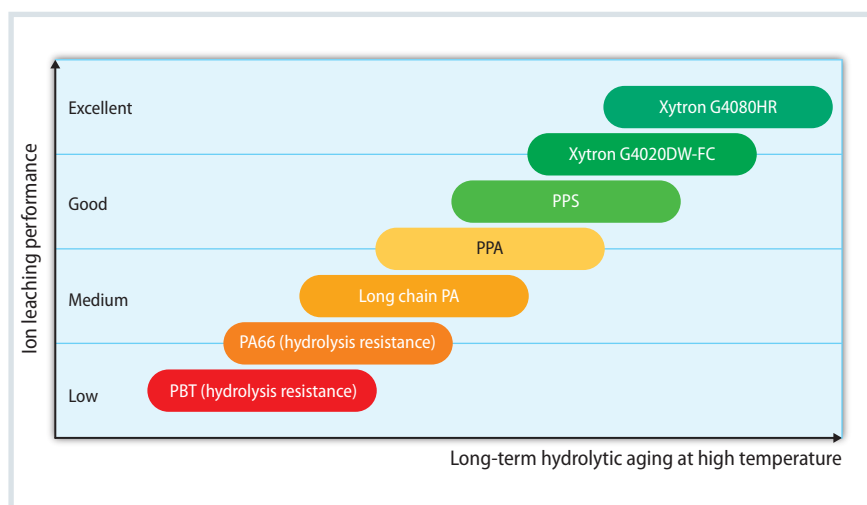 Ion leaching performance
Excellent
Xytron G4080HR
Xytron G4020DW-FC
Good
PPS
PPA
Medium
Long chain PA
PA66 (hydrolysis resistance)
Low
PBT (hydrolysis resistance)
Long-term hydrolytic aging at high temperature